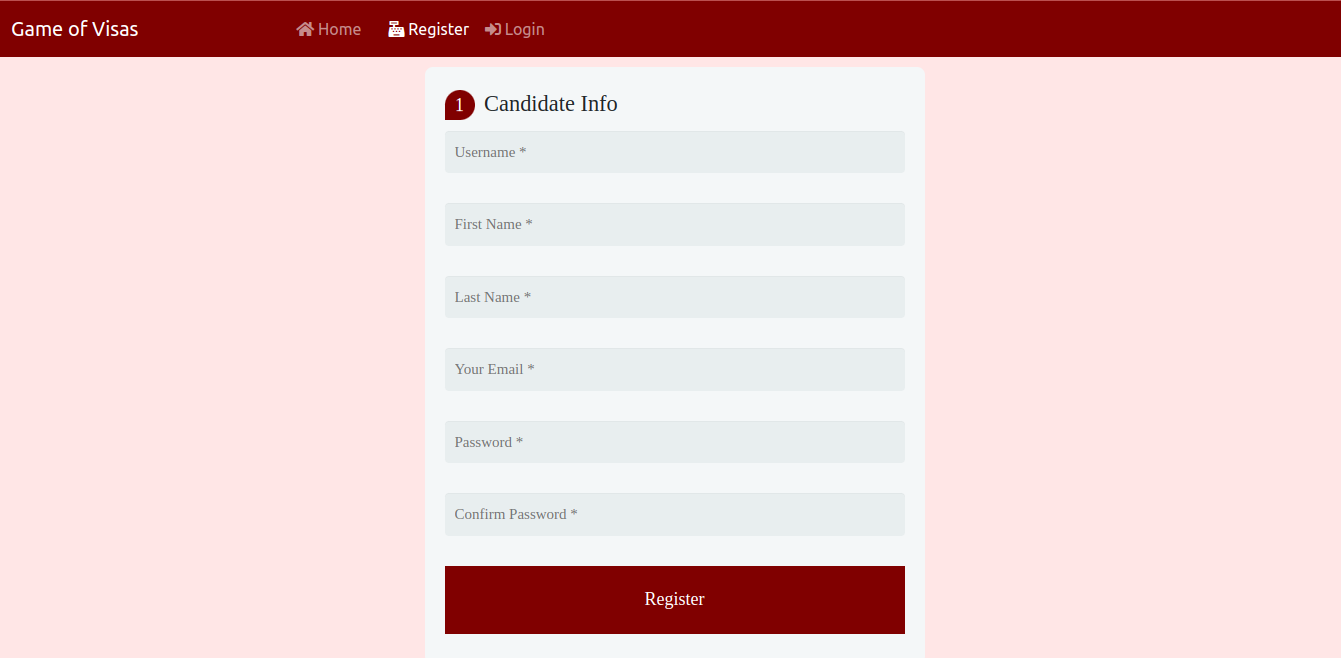 Game of Visas
Home
Register
Login
1 Candidate Info
Username *
First Name *
Last Name *
Your Email *
Password *
Confirm Password *
Register